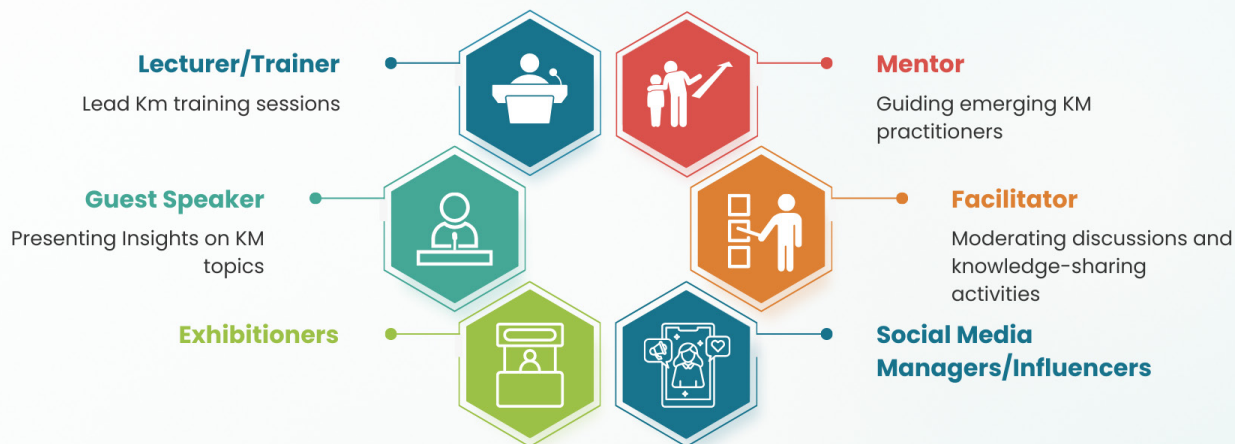 Lecturer/Trainer
Lead Km training sessions
Mentor
Guiding emerging KM
practitioners
Guest Speaker
Presenting Insights on KM
topics
Facilitator
Moderating discussions and
knowledge-sharing
activities
Exhibitioners
Social Media
Managers/Influencers